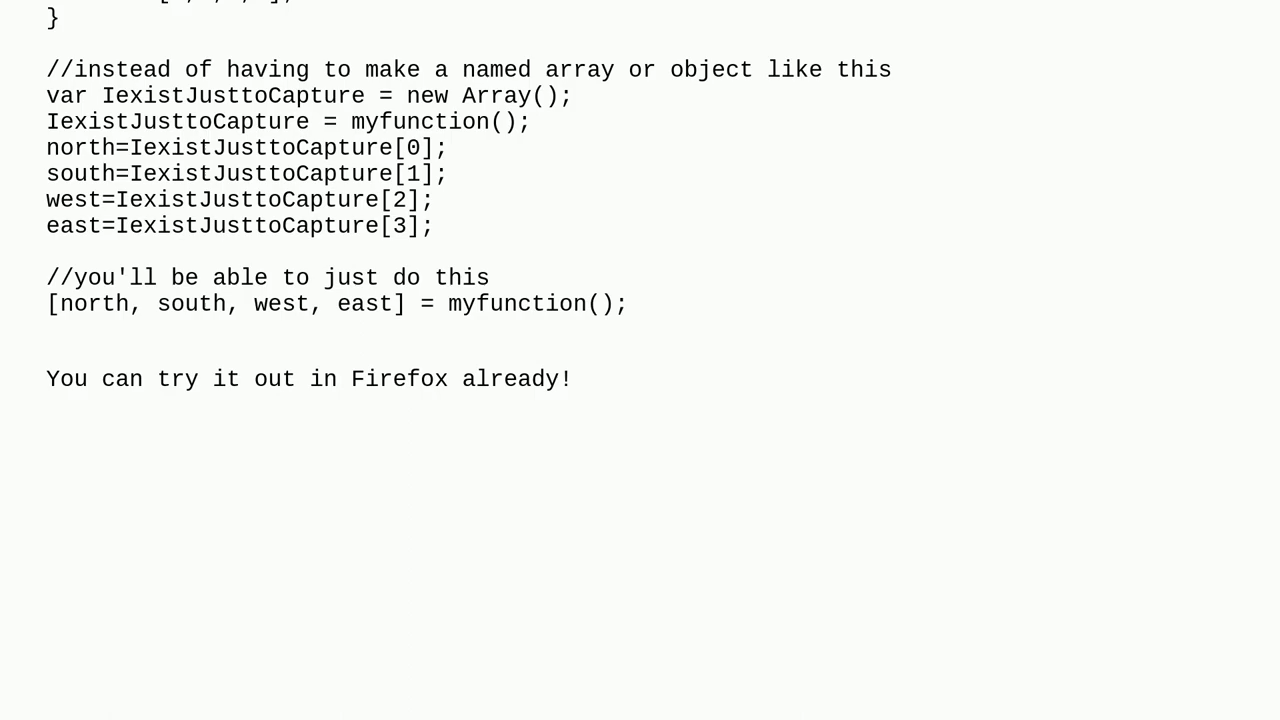 }
//instead of having to make a named array or object like this
var IexistJusttoCapture = new Array();
IexistJusttoCapture = myfunction();
north=IexistJusttoCapture[0];
south=IexistJusttoCapture[1];
west=IexistJusttoCapture[2];
east=IexistJusttoCapture[3];
//you'll be able to just do this
[north, south, west, east] = myfunction();
You can try it out in Firefox already!